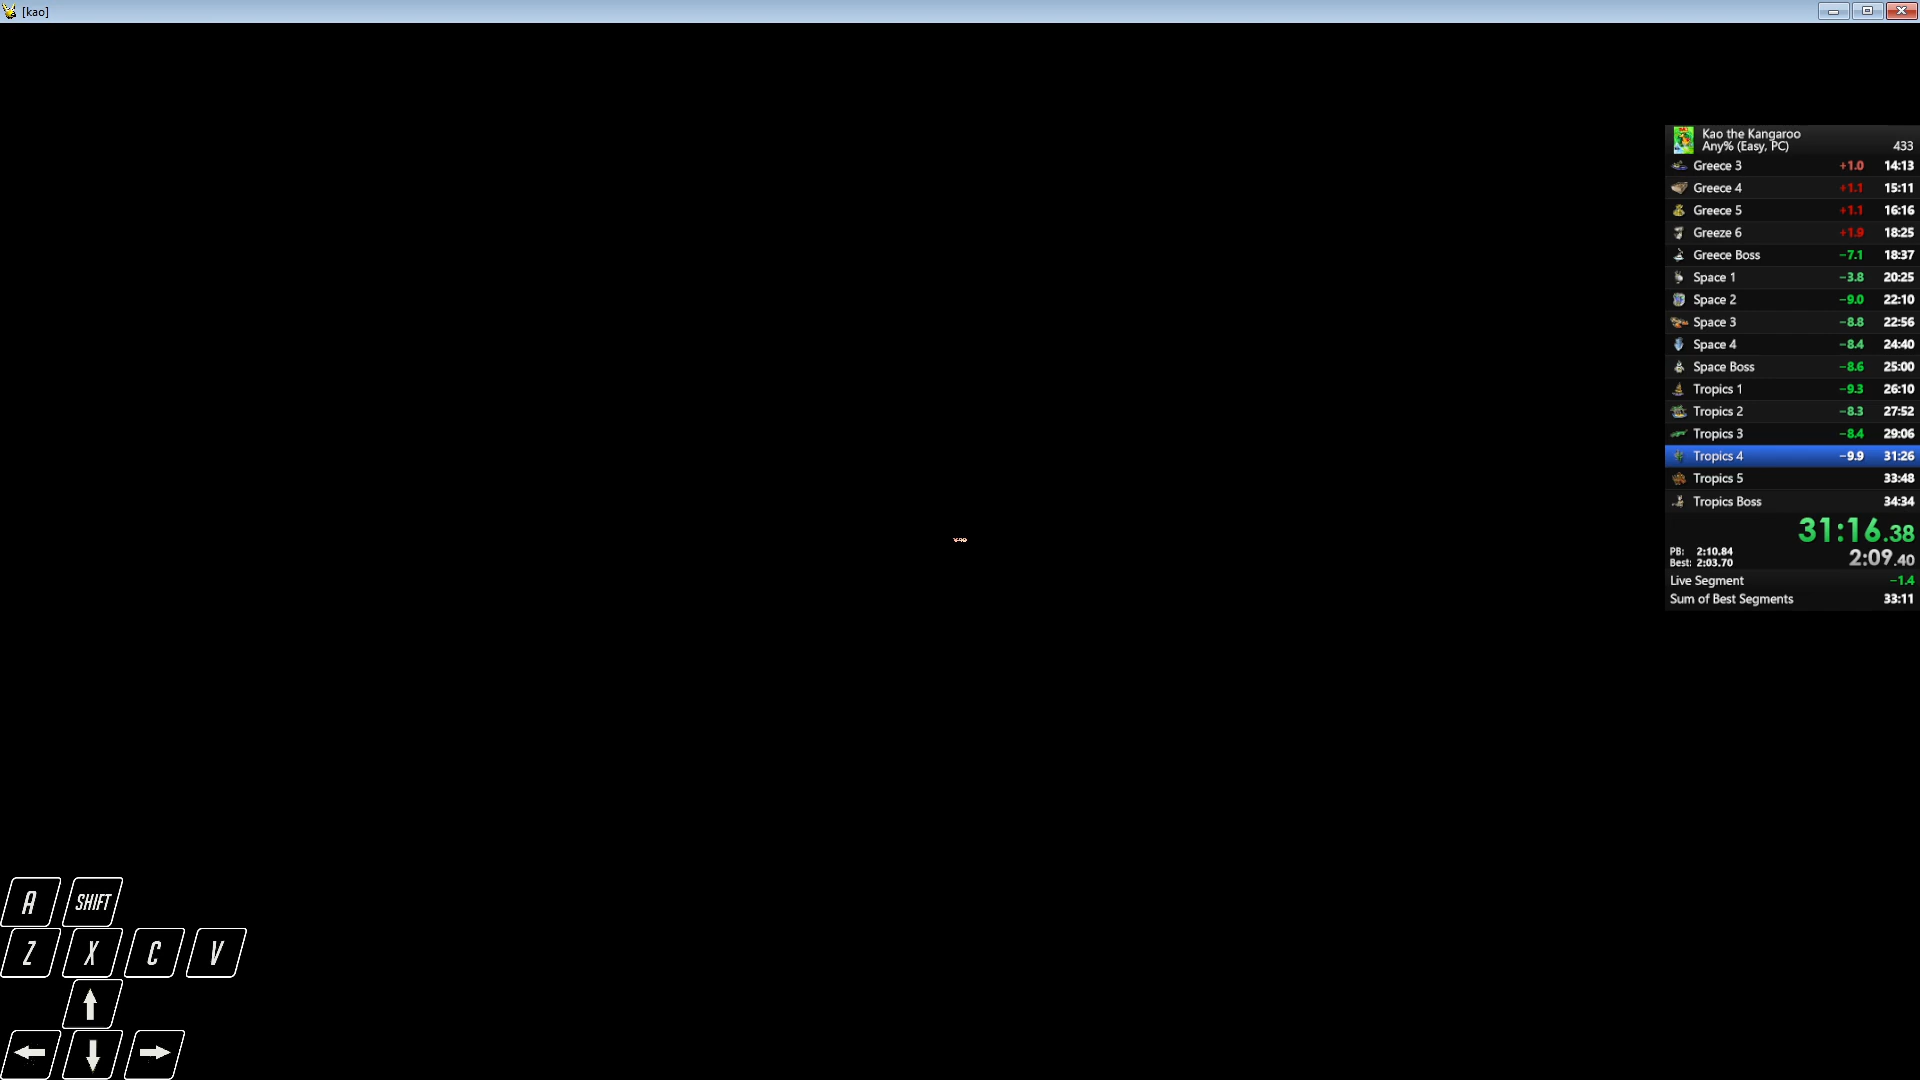 [kao]
Kao the Kangaroo
Any% (Easy, PC) 433
Greece 3 +1.0 14:13
Greece 4 +1.1 15:11
Greece 5 +1.1 16:16
Greeze 6 +1.9 18:25
Greece Boss −7.1 18:37
Space 1 −3.8 20:25
Space 2 −9.0 22:10
Space 3 −8.8 22:56
Space 4 −8.4 24:40
Space Boss −8.6 25:00
Tropics 1 −9.3 26:10
Tropics 2 −8.3 27:52
Tropics 3 −8.4 29:06
Tropics 4 −9.9 31:26
Tropics 5 33:48
Tropics Boss 34:34
31:16.38
PB: 2:10.84
Best: 2:03.70
2:09.40
Live Segment −1.4
Sum of Best Segments 33:11
A SHIFT
Z X C V